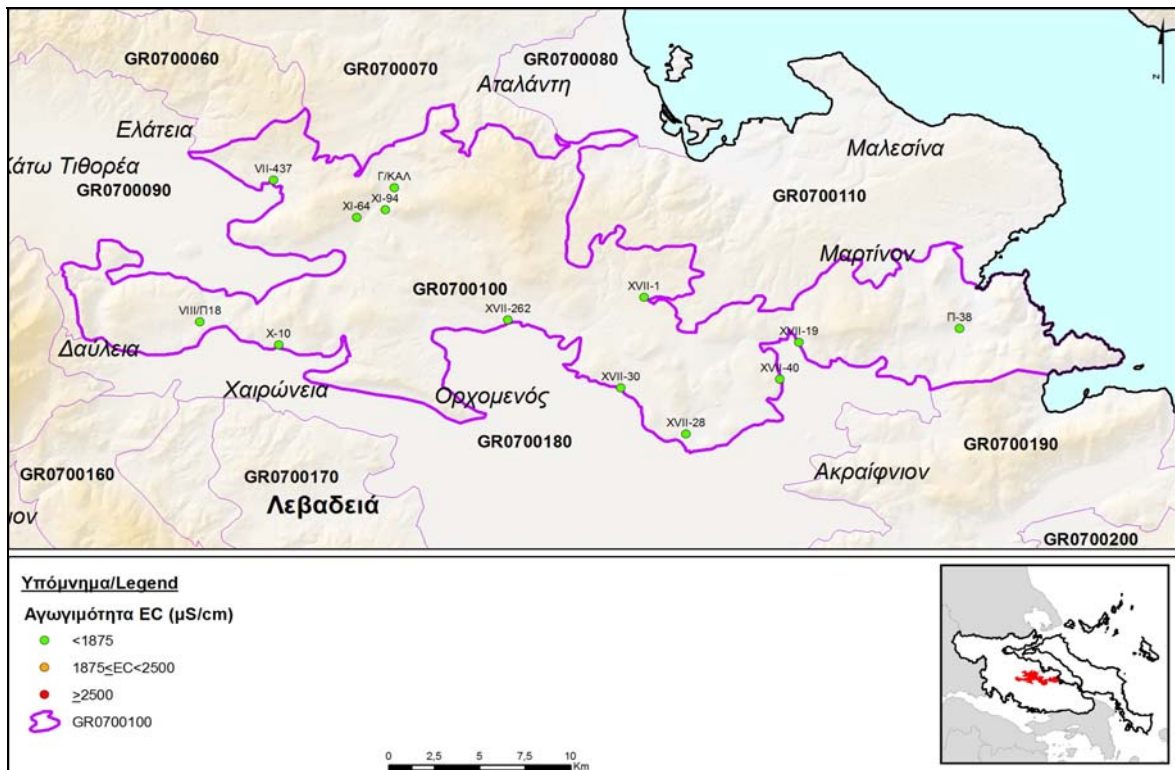 GR0700060
GR0700070
GR0700080
Αταλάντη
Ελάτεια
Κάτω Τιθορέα
GR0700090
VII-437
Γ/ΚΑΛ
XI-94
XI-64
Μαλεσίνα
GR0700110
Μαρτίνον
GR0700100
XVII-1
VIII/Π18
XVII-262
Π-38
X-10
XVII-19
Δαύλεια
XVII-40
Χαιρώνεια
Ορχομενός
XVII-30
XVII-28
GR0700180
GR0700190
GR0700160
GR0700170
Ακραίφνιον
Λεβαδειά
ιον
GR0700200
N
Υπόμνημα/Legend
Αγωγιμότητα EC (μS/cm)
<1875
1875≤EC<2500
≥2500
GR0700100
0 2,5 5 7,5 10
Km